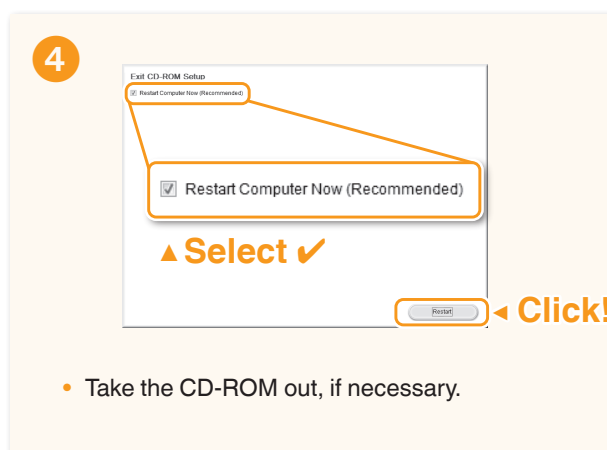 4
Exit CD-ROM Setup
Restart Computer Now (Recommended)
Restart Computer Now (Recommended)
▲Select ✔
Restart
◂ Click!
• Take the CD-ROM out, if necessary.